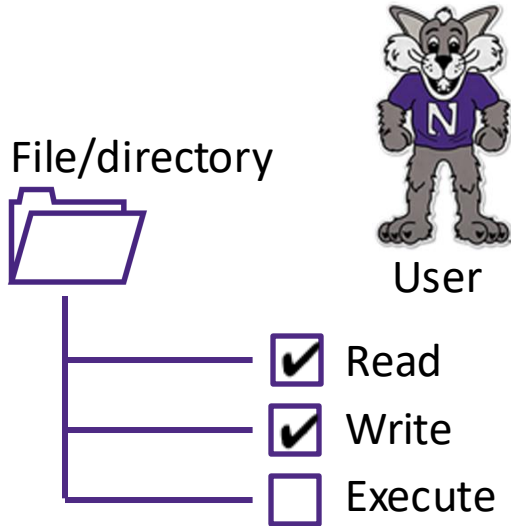 N
File/directory
User
Read
Write
Execute